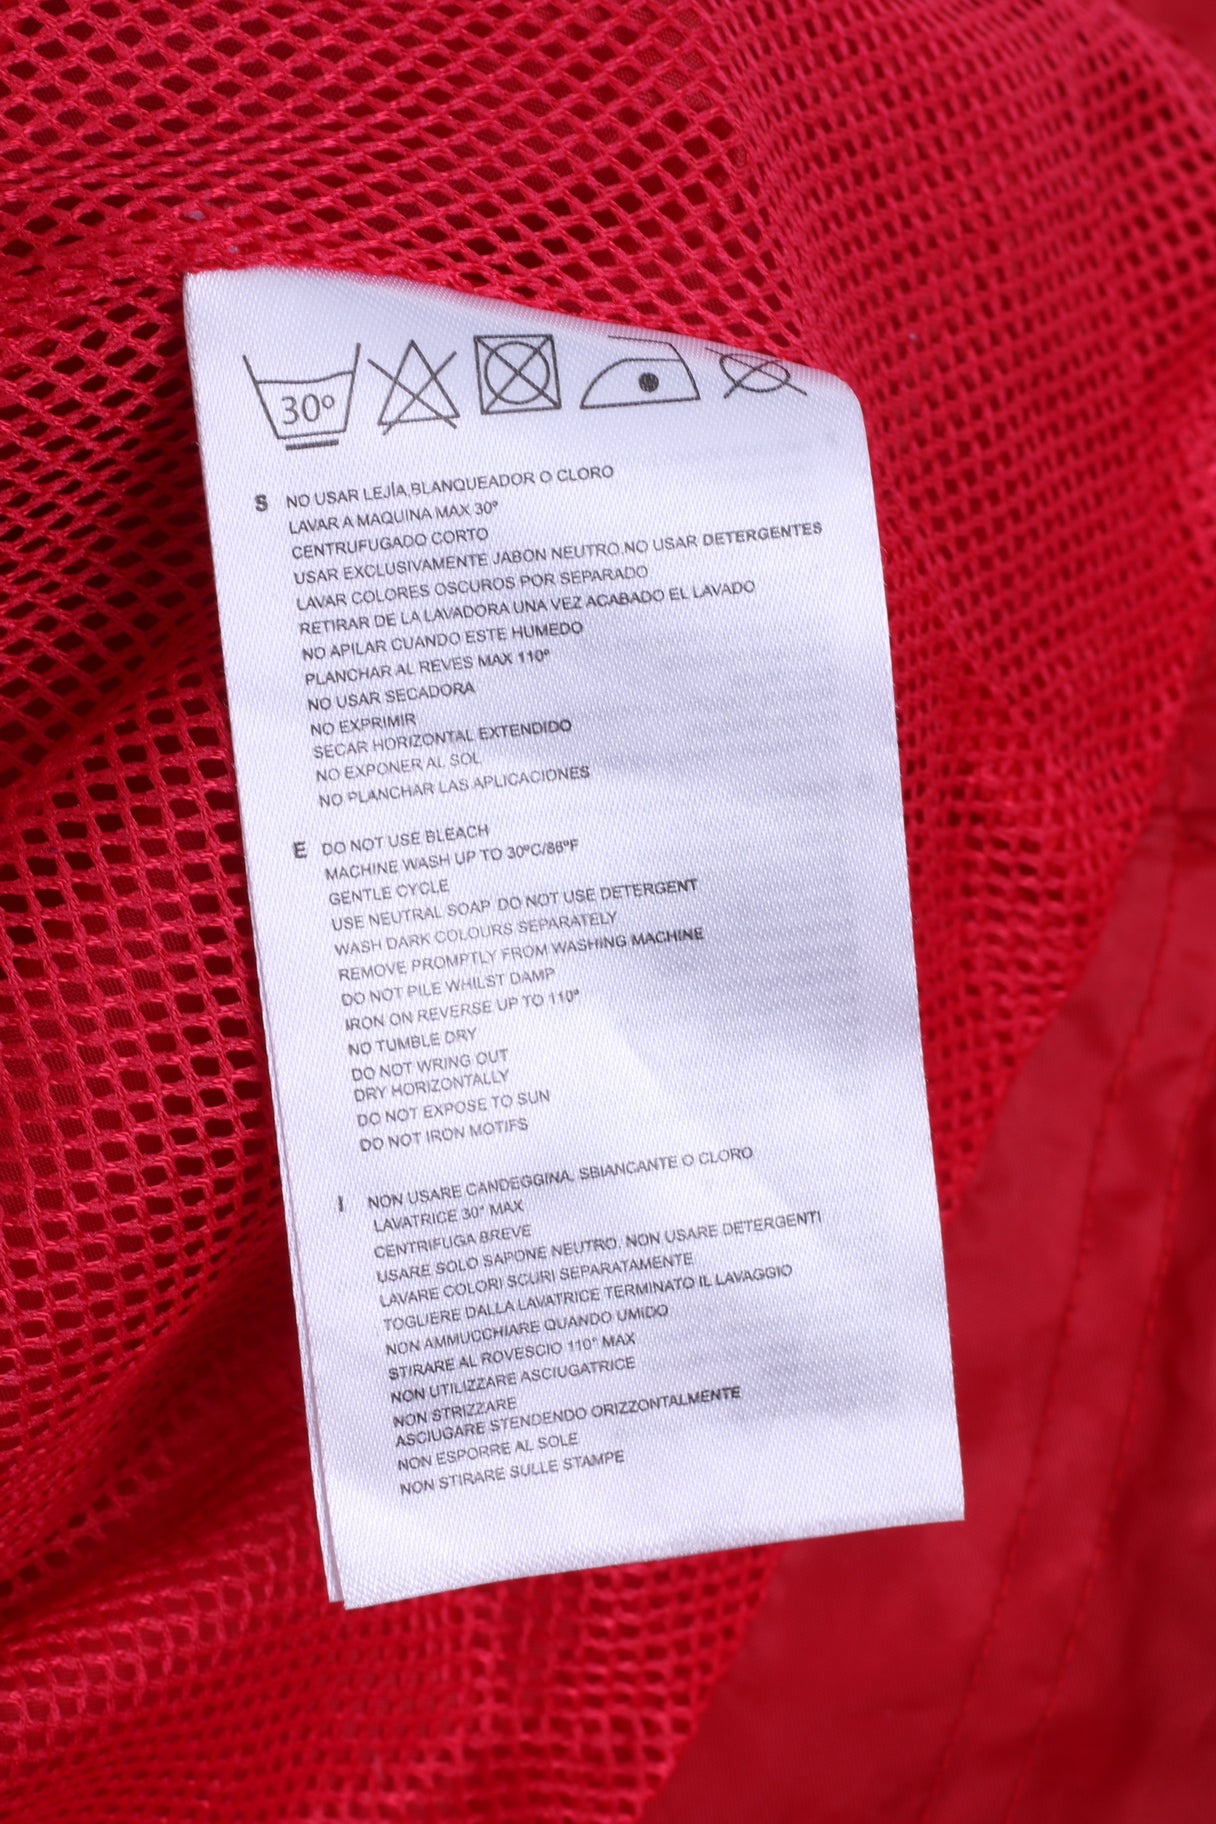 30º
S NO USAR LEJÍA,BLANQUEADOR O CLORO
LAVAR A MAQUINA MAX 30º
CENTRUFUGADO CORTO
USAR EXCLUSIVAMENTE JABON NEUTRO.NO USAR DETERGENTES
LAVAR COLORES OSCUROS POR SEPARADO
RETIRAR DE LA LAVADORA UNA VEZ ACABADO EL LAVADO
NO APILAR CUANDO ESTE HUMEDO
PLANCHAR AL REVES MAX 110º
NO USAR SECADORA
NO EXPRIMIR
SECAR HORIZONTAL EXTENDIDO
NO EXPONER AL SOL
NO PLANCHAR LAS APLICACIONES
E DO NOT USE BLEACH
MACHINE WASH UP TO 30ºC/86ºF
GENTLE CYCLE
USE NEUTRAL SOAP DO NOT USE DETERGENT
WASH DARK COLOURS SEPARATELY
REMOVE PROMPTLY FROM WASHING MACHINE
DO NOT PILE WHILST DAMP
IRON ON REVERSE UP TO 110º
NO TUMBLE DRY
DO NOT WRING OUT
DRY HORIZONTALLY
DO NOT EXPOSE TO SUN
DO NOT IRON MOTIFS
I NON USARE CANDEGGINA, SBIANCANTE O CLORO
LAVATRICE 30° MAX
CENTRIFUGA BREVE
USARE SOLO SAPONE NEUTRO. NON USARE DETERGENTI
LAVARE COLORI SCURI SEPARATAMENTE
TOGLIERE DALLA LAVATRICE TERMINATO IL LAVAGGIO
NON AMMUCCHIARE QUANDO UMIDO
STIRARE AL ROVESCIO 110° MAX
NON UTILIZZARE ASCIUGATRICE
NON STRIZZARE
ASCIUGARE STENDENDO ORIZZONTALMENTE
NON ESPORRE AL SOLE
NON STIRARE SULLE STAMPE